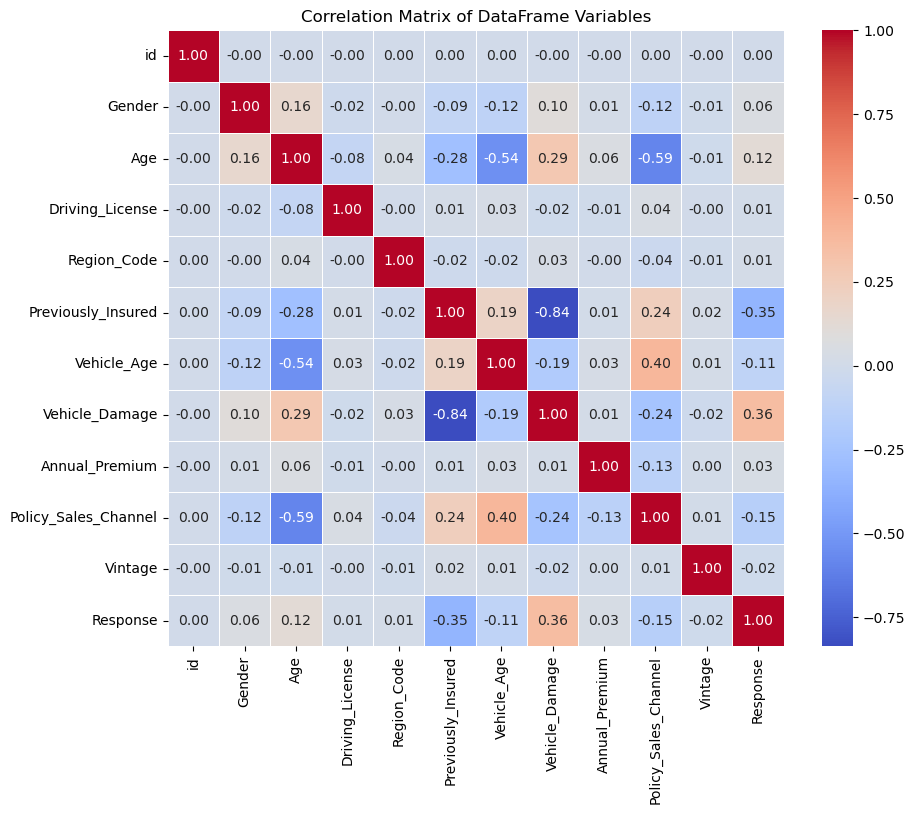 Correlation Matrix of DataFrame Variables
id 1.00 -0.00 -0.00 -0.00 0.00 0.00 0.00 -0.00 -0.00 0.00 -0.00 0.00
Gender -0.00 1.00 0.16 -0.02 -0.00 -0.09 -0.12 0.10 0.01 -0.12 -0.01 0.06
Age -0.00 0.16 1.00 -0.08 0.04 -0.28 -0.54 0.29 0.06 -0.59 -0.01 0.12
Driving_License -0.00 -0.02 -0.08 1.00 -0.00 0.01 0.03 -0.02 -0.01 0.04 -0.00 0.01
Region_Code 0.00 -0.00 0.04 -0.00 1.00 -0.02 -0.02 0.03 -0.00 -0.04 -0.01 0.01
Previously_Insured 0.00 -0.09 -0.28 0.01 -0.02 1.00 0.19 -0.84 0.01 0.24 0.02 -0.35
Vehicle_Age 0.00 -0.12 -0.54 0.03 -0.02 0.19 1.00 -0.19 0.03 0.40 0.01 -0.11
Vehicle_Damage -0.00 0.10 0.29 -0.02 0.03 -0.84 -0.19 1.00 0.01 -0.24 -0.02 0.36
Annual_Premium -0.00 0.01 0.06 -0.01 -0.00 0.01 0.03 0.01 1.00 -0.13 0.00 0.03
Policy_Sales_Channel 0.00 -0.12 -0.59 0.04 -0.04 0.24 0.40 -0.24 -0.13 1.00 0.01 -0.15
Vintage -0.00 -0.01 -0.01 -0.00 -0.01 0.02 0.01 -0.02 0.00 0.01 1.00 -0.02
Response 0.00 0.06 0.12 0.01 0.01 -0.35 -0.11 0.36 0.03 -0.15 -0.02 1.00
id
Gender
Age
Driving_License
Region_Code
Previously_Insured
Vehicle_Age
Vehicle_Damage
Annual_Premium
Policy_Sales_Channel
Vintage
Response
1.00
0.75
0.50
0.25
0.00
-0.25
-0.50
-0.75